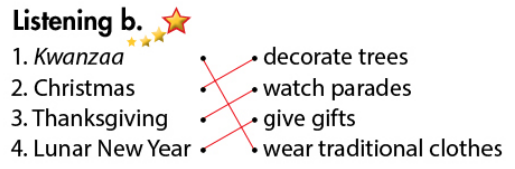 Listening b.
1. Kwanzaa decorate trees
2. Christmas watch parades
3. Thanksgiving give gifts
4. Lunar New Year wear traditional clothes